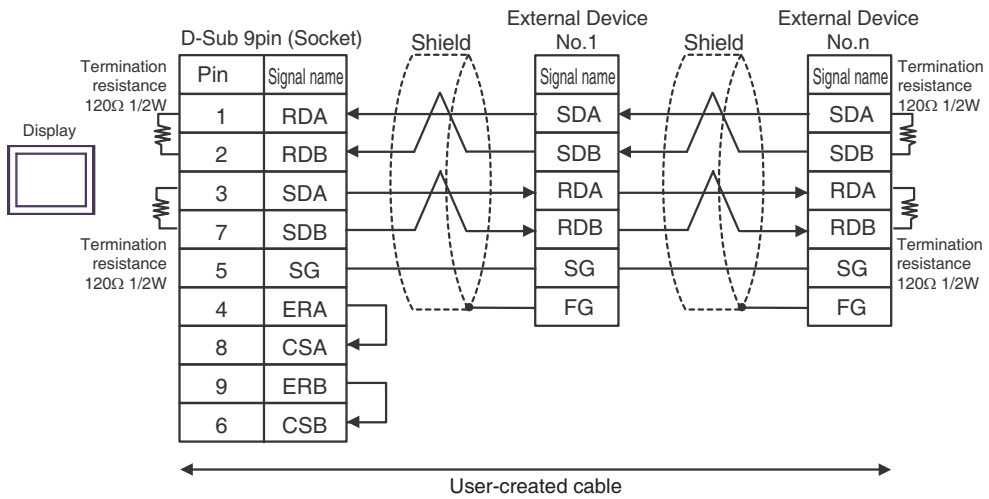 External Device
No.1
External Device
No.n
D-Sub 9pin (Socket)
Shield
Shield
Termination
resistance
120Ω 1/2W
Pin
Signal name
Signal name
Signal name
Termination
resistance
120Ω 1/2W
Display
1 RDA
SDA
SDA
2 RDB
SDB
SDB
3 SDA
RDA
RDA
7 SDB
RDB
RDB
Termination
resistance
120Ω 1/2W
5 SG
SG
SG
Termination
resistance
120Ω 1/2W
4 ERA
FG
FG
8 CSA
9 ERB
6 CSB
User-created cable